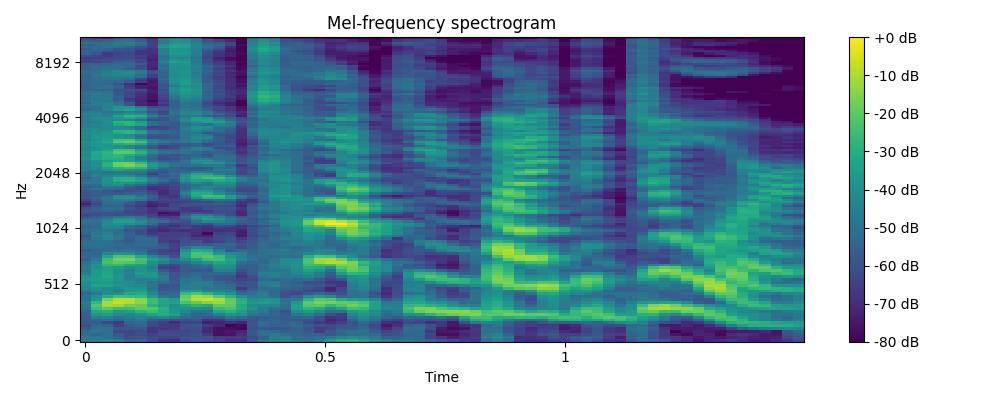 Mel-frequency spectrogram
8192
4096
2048
1024
512
0
Hz
0
0.5
1
Time
+0 dB
-10 dB
-20 dB
-30 dB
-40 dB
-50 dB
-60 dB
-70 dB
-80 dB